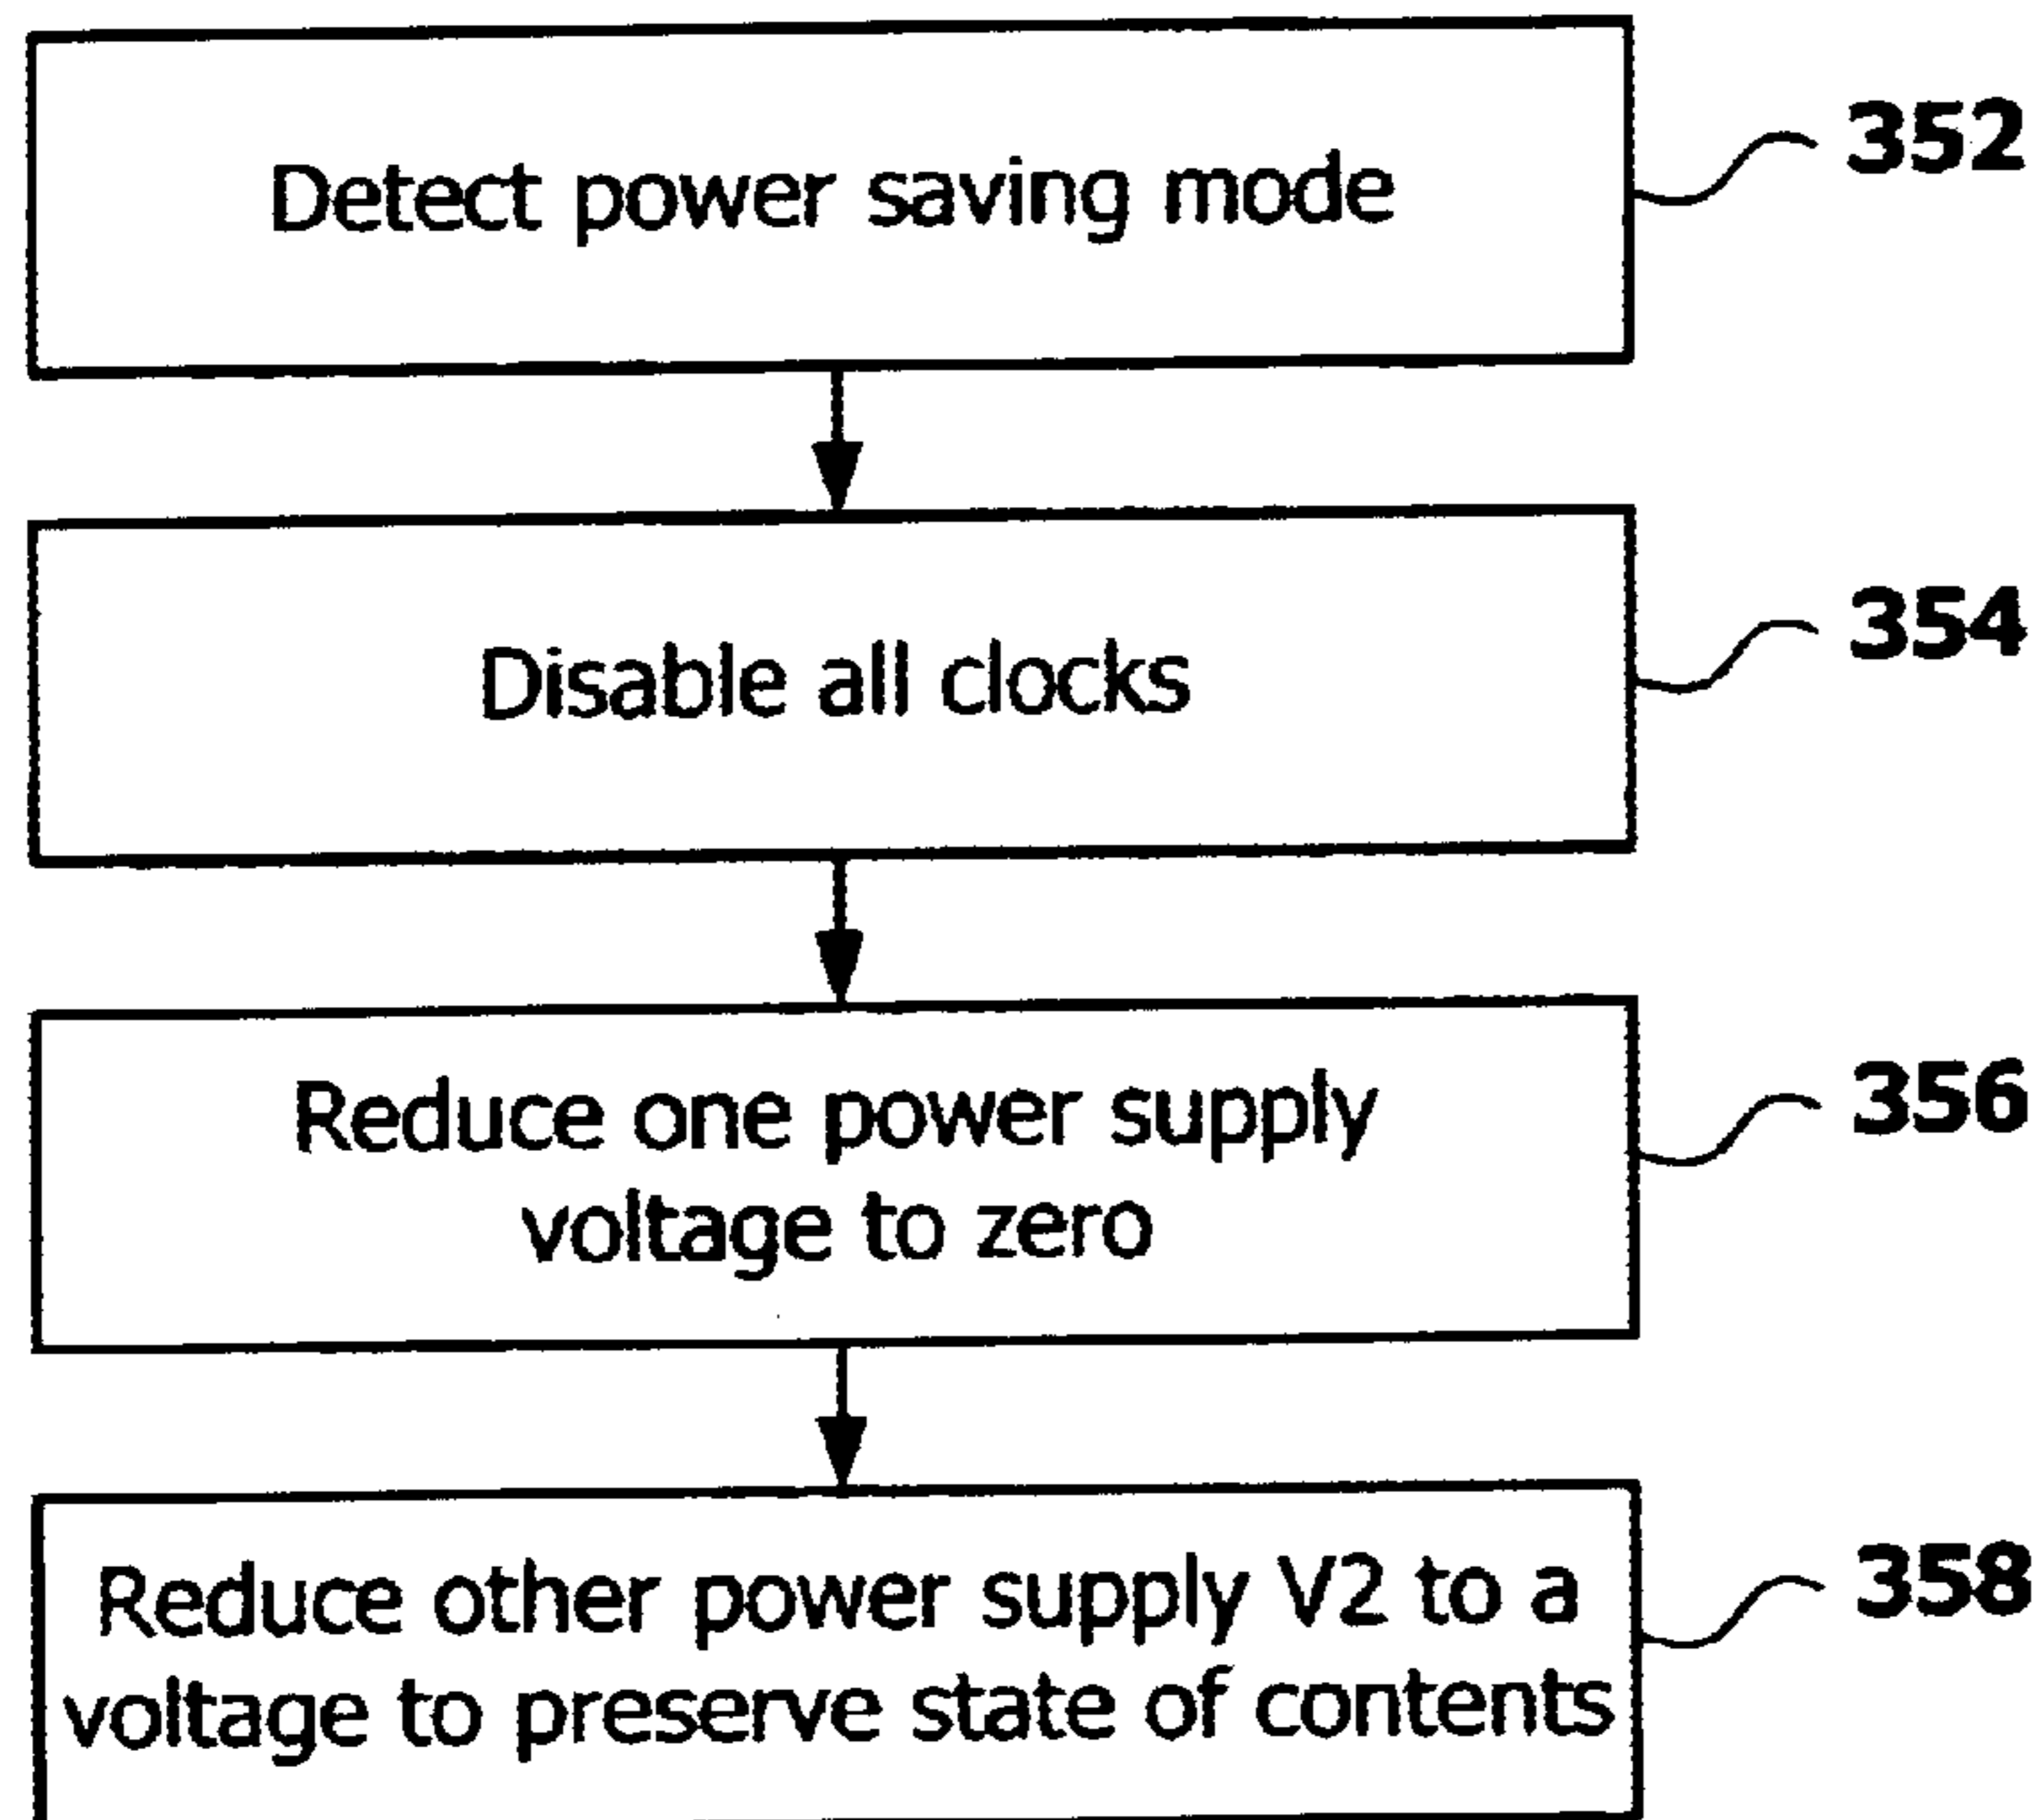 Detect power saving mode
352
Disable all clocks
354
Reduce one power supply
voltage to zero
356
Reduce other power supply V2 to a
voltage to preserve state of contents
358